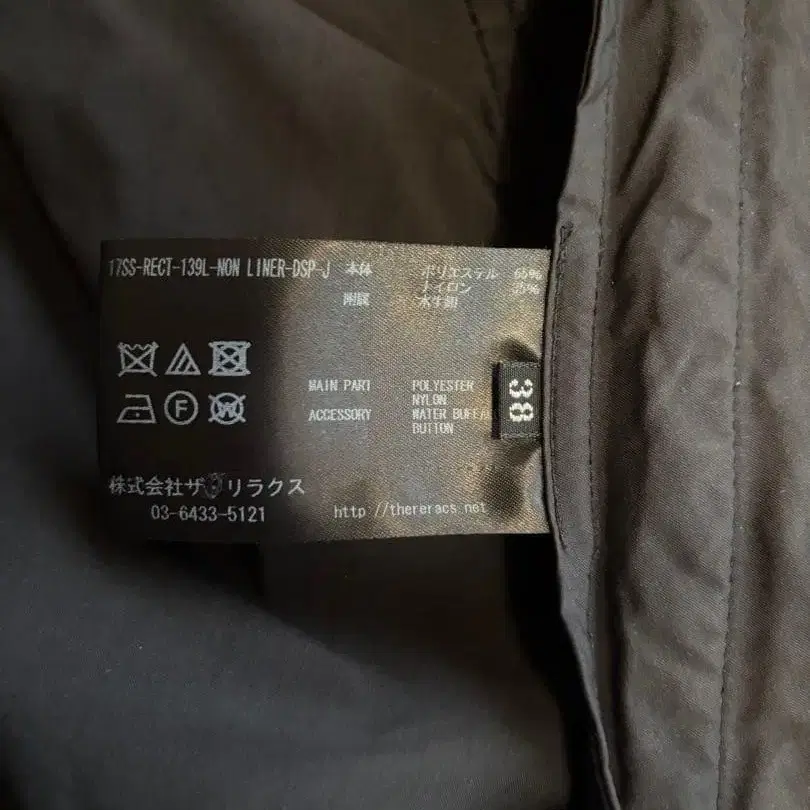 17SS-RECT-139L-NON LINER-DSP-J 本体 ポリエステル 65%
ナイロン 35%
附属 水牛釦
MAIN PART POLYESTER
NYLON
ACCESSORY WATER BUFFALO
BUTTON
38
F
W
株式会社ザ・リラクス
03-6433-5121 http://thereracs.net